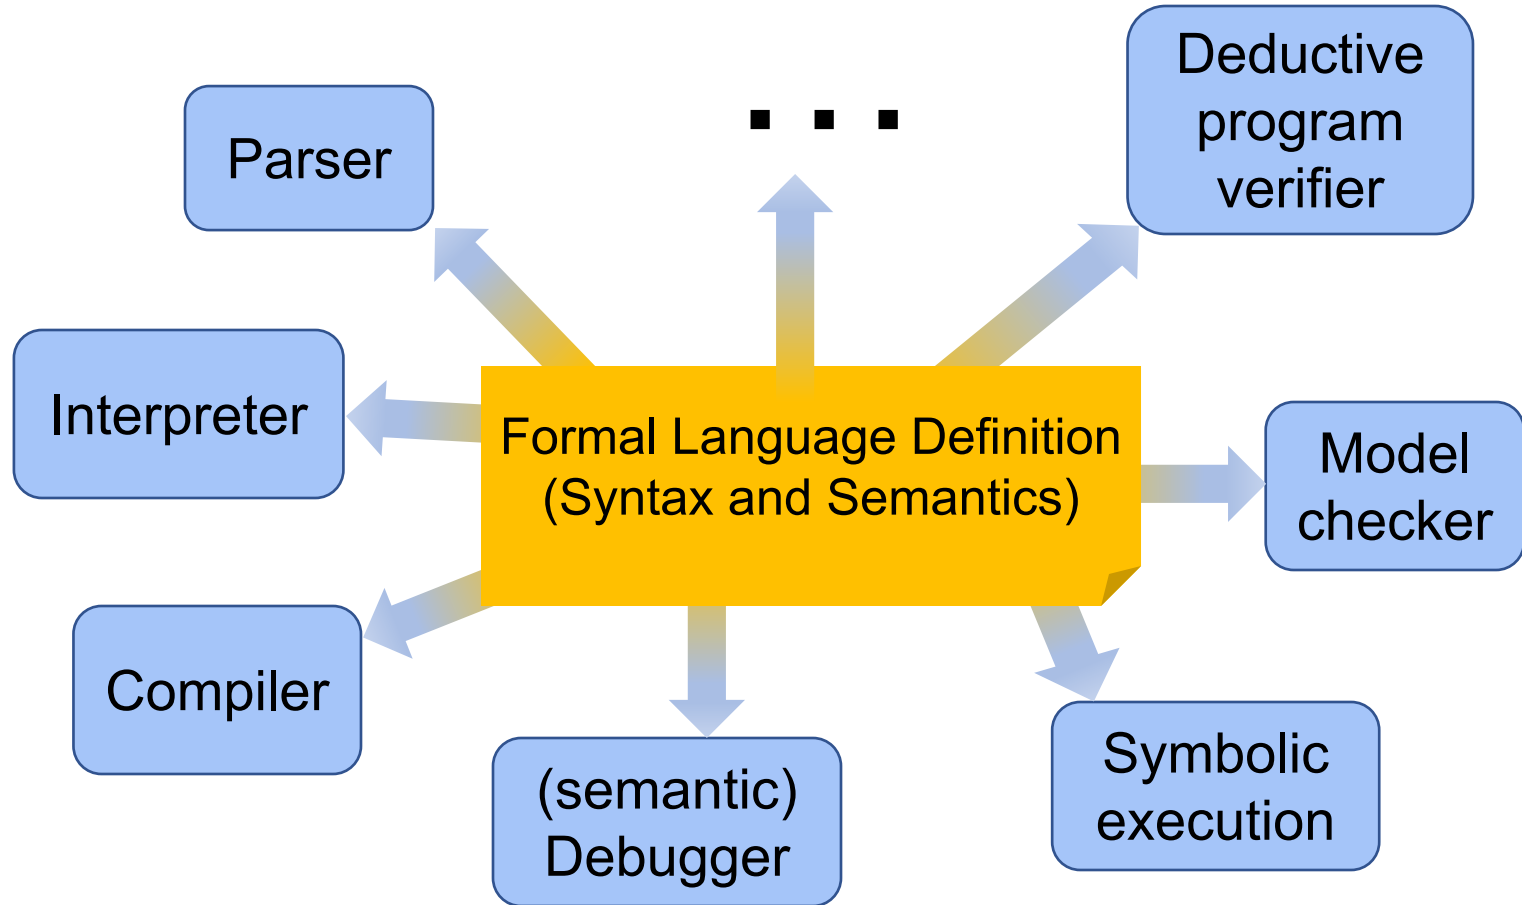 . . .
Deductive
program
verifier
Parser
Interpreter
Formal Language Definition
(Syntax and Semantics)
Model
checker
Compiler
(semantic)
Debugger
Symbolic
execution